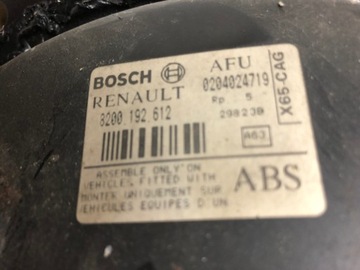 BOSCH AFU
RENAULT 0204024719
8200 192 612 Rp 5
29823D
X65-CAG
A63
ASSEMBLE ONLY ON
VEHICLES FITTED WITH
MONTER UNIQUEMENT SUR
VEHICULES EQUIPES D UN
ABS